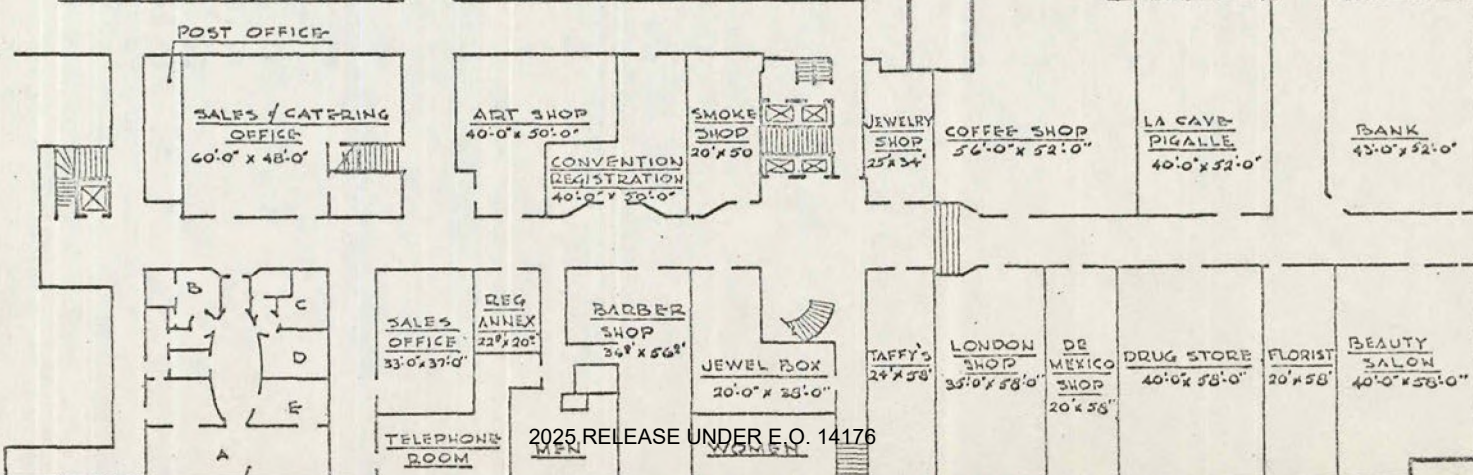 POST OFFICE
SALES & CATERING
OFFICE
60'-0" x 48'-0"
ART SHOP
40'-0" x 50'-0"
CONVENTION
REGISTRATION
40'-0" x 50'-0"
SMOKE
SHOP
20' x 50
JEWELRY
SHOP
25' x 34'
COFFEE SHOP
56'-0" x 52'-0"
LA CAVE
PIGALLE
40'-0" x 52'-0"
BANK
43'-0" x 52'-0"
B
C
D
E
A
SALES
OFFICE
33'-0" x 37'-0"
REG
ANNEX
22⁰ x 20⁰
BARBER
SHOP
JEWEL BOX
20'-0" x 38'-0"
TAFFY'S
24' x 58'
LONDON
SHOP
35'-0" x 58'-0"
DE
MEXICO
SHOP
20' x 58'
DRUG STORE
40'-0" x 58'-0"
FLORIST
20' x 58'
BEAUTY
SALON
40'-0" x 58'-0"
TELEPHONE
ROOM
MEN
WOMEN
2025 RELEASE UNDER E.O. 14176